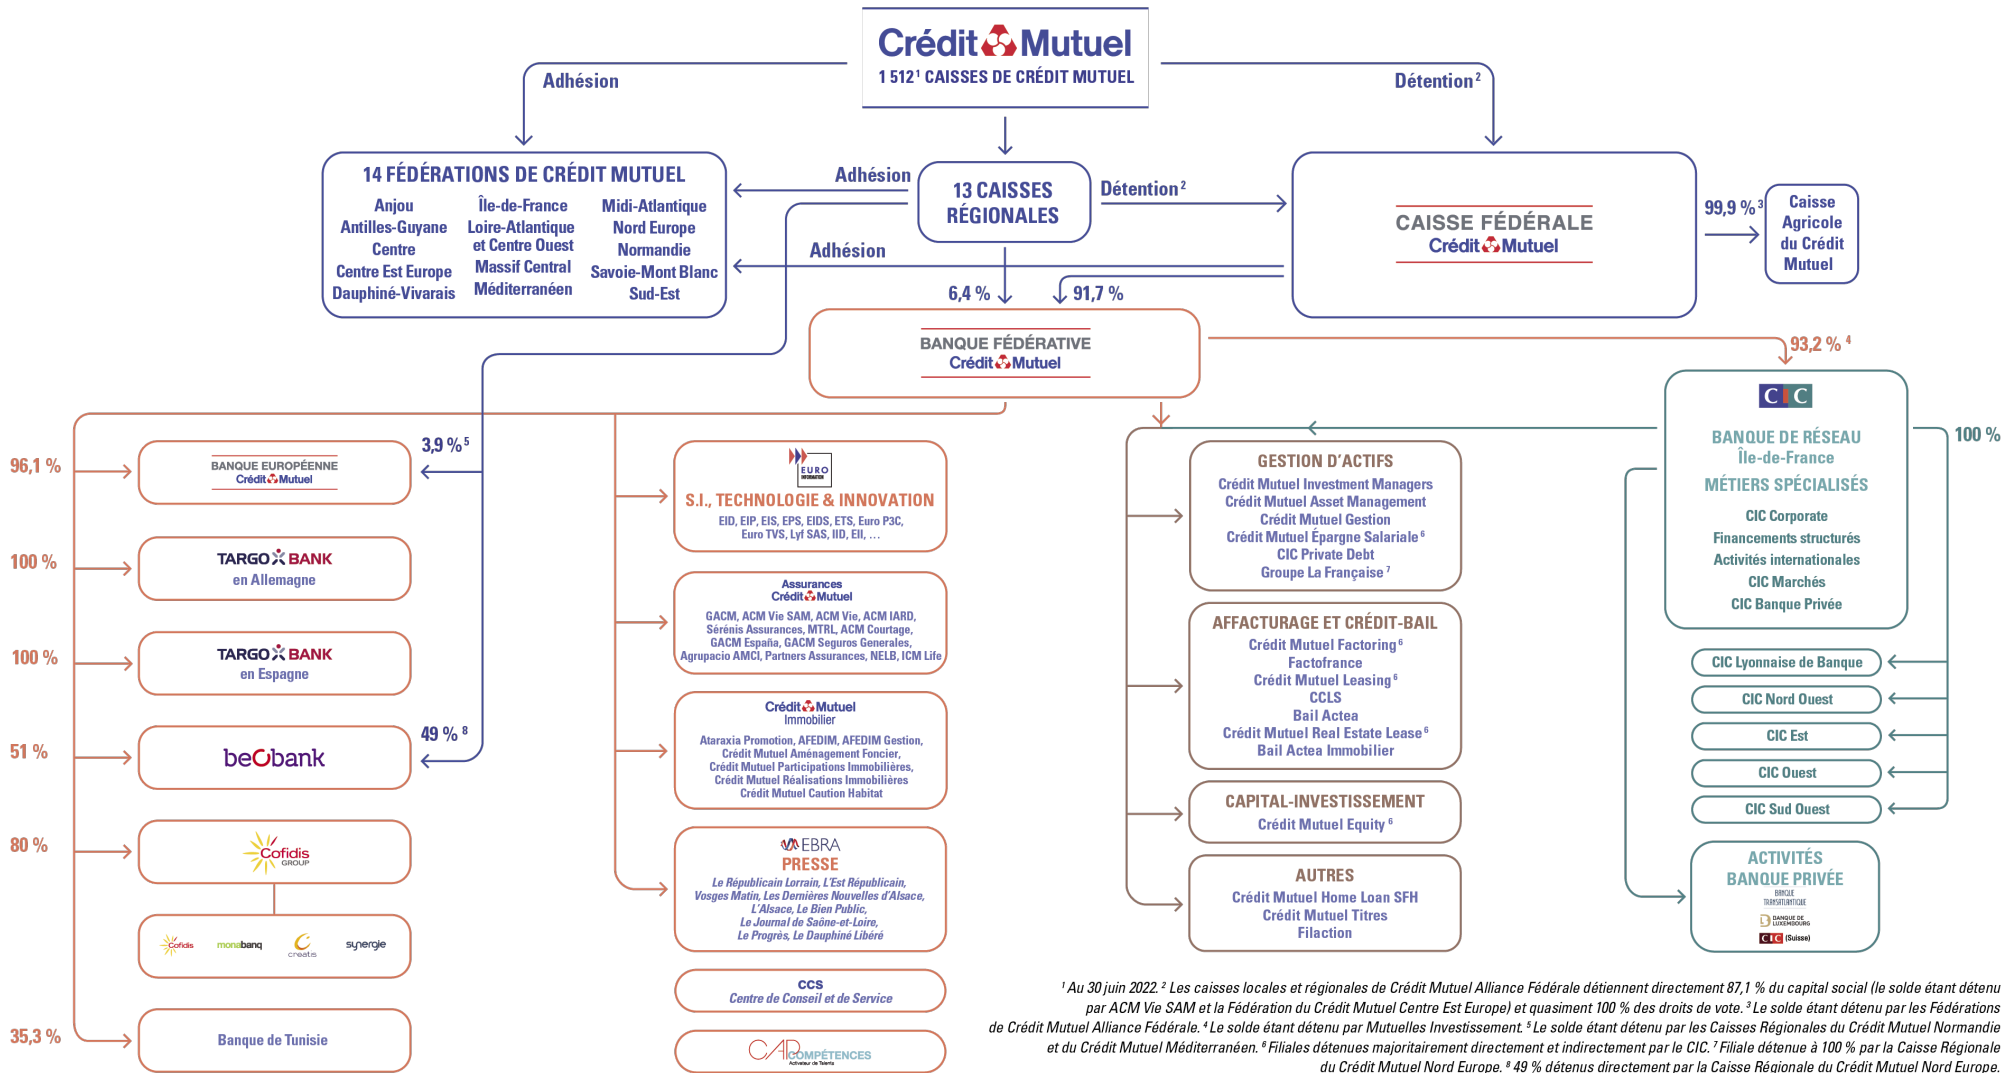 Crédit Mutuel
1 512¹ CAISSES DE CRÉDIT MUTUEL
Adhésion
Détention²
14 FÉDÉRATIONS DE CRÉDIT MUTUEL
Anjou
Antilles-Guyane
Centre
Centre Est Europe
Dauphiné-Vivarais
Île-de-France
Loire-Atlantique
et Centre Ouest
Massif Central
Méditerranéen
Midi-Atlantique
Nord Europe
Normandie
Savoie-Mont Blanc
Sud-Est
Adhésion
13 CAISSES
RÉGIONALES
Détention²
Adhésion
CAISSE FÉDÉRALE
Crédit Mutuel
99,9 %³
Caisse
Agricole
du Crédit
Mutuel
6,4 %
91,7 %
BANQUE FÉDÉRATIVE
Crédit Mutuel
93,2 % ⁴
96,1 %
BANQUE EUROPÉENNE
Crédit Mutuel
3,9 %⁵
100 %
TARGO BANK
en Allemagne
100 %
TARGO BANK
en Espagne
51 %
beobank
49 % ⁸
80 %
Cofidis
GROUP
Cofidis
monabanq
creatis
synergie
35,3 %
Banque de Tunisie
EURO
INFORMATION
S.I., TECHNOLOGIE & INNOVATION
EID, EIP, EIS, EPS, EIDS, ETS, Euro P3C,
Euro TVS, Lyf SAS, IID, EII, …
Assurances
Crédit Mutuel
GACM, ACM Vie SAM, ACM Vie, ACM IARD,
Sérénis Assurances, MTRL, ACM Courtage,
GACM España, GACM Seguros Generales,
Agrupacio AMCI, Partners Assurances, NELB, ICM Life
Crédit Mutuel
Immobilier
Ataraxia Promotion, AFEDIM, AFEDIM Gestion,
Crédit Mutuel Aménagement Foncier,
Crédit Mutuel Participations Immobilières,
Crédit Mutuel Réalisations Immobilières
Crédit Mutuel Caution Habitat
EBRA
PRESSE
Le Républicain Lorrain, L'Est Républicain,
Vosges Matin, Les Dernières Nouvelles d'Alsace,
L'Alsace, Le Bien Public,
Le Journal de Saône-et-Loire,
Le Progrès, Le Dauphiné Libéré
CCS
Centre de Conseil et de Service
CAP COMPÉTENCES
Activateur de Talents
GESTION D'ACTIFS
Crédit Mutuel Investment Managers
Crédit Mutuel Asset Management
Crédit Mutuel Gestion
Crédit Mutuel Épargne Salariale ⁶
CIC Private Debt
Groupe La Française ⁷
AFFACTURAGE ET CRÉDIT-BAIL
Crédit Mutuel Factoring ⁶
Factofrance
Crédit Mutuel Leasing ⁶
CCLS
Bail Actea
Crédit Mutuel Real Estate Lease ⁶
Bail Actea Immobilier
CAPITAL-INVESTISSEMENT
Crédit Mutuel Equity ⁶
AUTRES
Crédit Mutuel Home Loan SFH
Crédit Mutuel Titres
Filaction
CIC
BANQUE DE RÉSEAU
Île-de-France
MÉTIERS SPÉCIALISÉS
CIC Corporate
Financements structurés
Activités internationales
CIC Marchés
CIC Banque Privée
100 %
CIC Lyonnaise de Banque
CIC Nord Ouest
CIC Est
CIC Ouest
CIC Sud Ouest
ACTIVITÉS
BANQUE PRIVÉE
BANQUE
TRANSATLANTIQUE
BANQUE DE
LUXEMBOURG
CIC (Suisse)
¹ Au 30 juin 2022. ² Les caisses locales et régionales de Crédit Mutuel Alliance Fédérale détiennent directement 87,1 % du capital social (le solde étant détenu
par ACM Vie SAM et la Fédération du Crédit Mutuel Centre Est Europe) et quasiment 100 % des droits de vote. ³ Le solde étant détenu par les Fédérations
de Crédit Mutuel Alliance Fédérale. ⁴ Le solde étant détenu par Mutuelles Investissement. ⁵ Le solde étant détenu par les Caisses Régionales du Crédit Mutuel Normandie
et du Crédit Mutuel Méditerranéen. ⁶ Filiales détenues majoritairement directement et indirectement par le CIC. ⁷ Filiale détenue à 100 % par la Caisse Régionale
du Crédit Mutuel Nord Europe. ⁸ 49 % détenus directement par la Caisse Régionale du Crédit Mutuel Nord Europe.